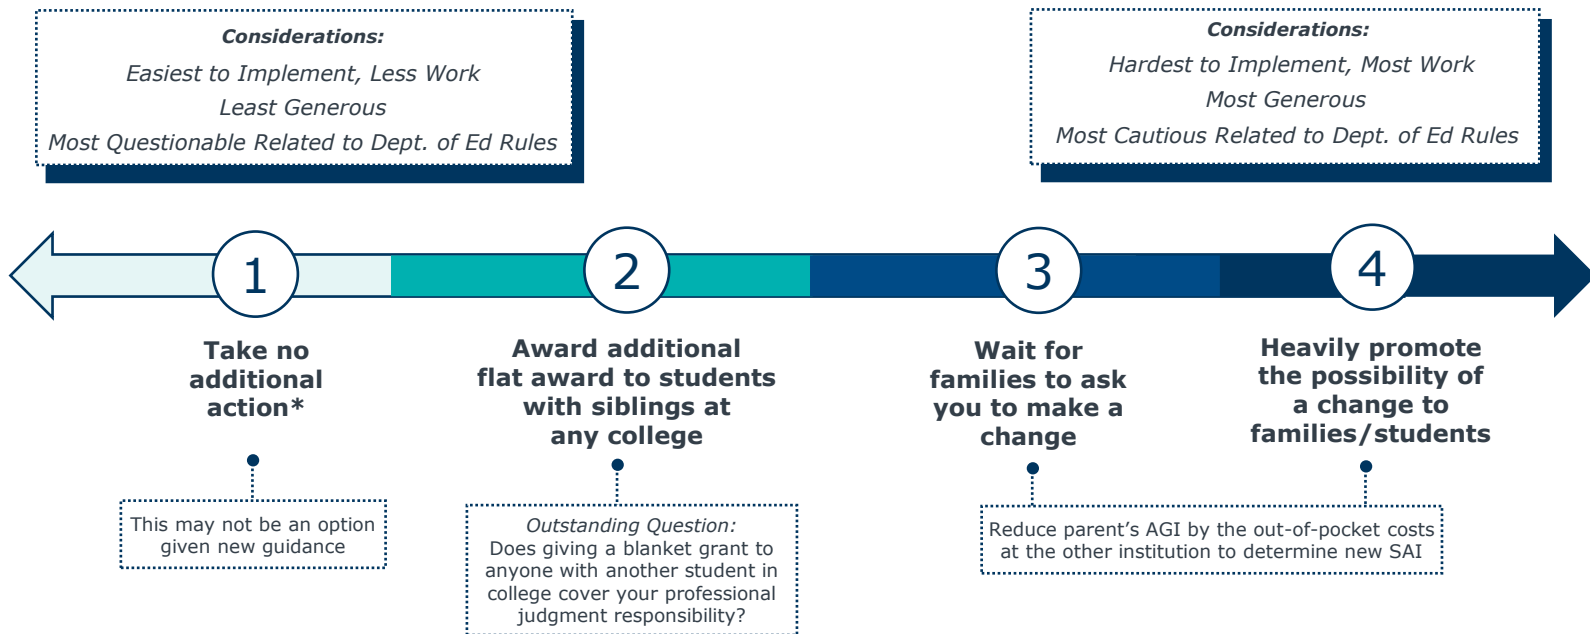 Considerations:
Easiest to Implement, Less Work
Least Generous
Most Questionable Related to Dept. of Ed Rules
Considerations:
Hardest to Implement, Most Work
Most Generous
Most Cautious Related to Dept. of Ed Rules
1
2
3
4
Take no
additional
action*
Award additional
flat award to students
with siblings at
any college
Wait for
families to ask
you to make a
change
Heavily promote
the possibility of
a change to
families/students
This may not be an option
given new guidance
Outstanding Question:
Does giving a blanket grant to
anyone with another student in
college cover your professional
judgment responsibility?
Reduce parent's AGI by the out-of-pocket costs
at the other institution to determine new SAI